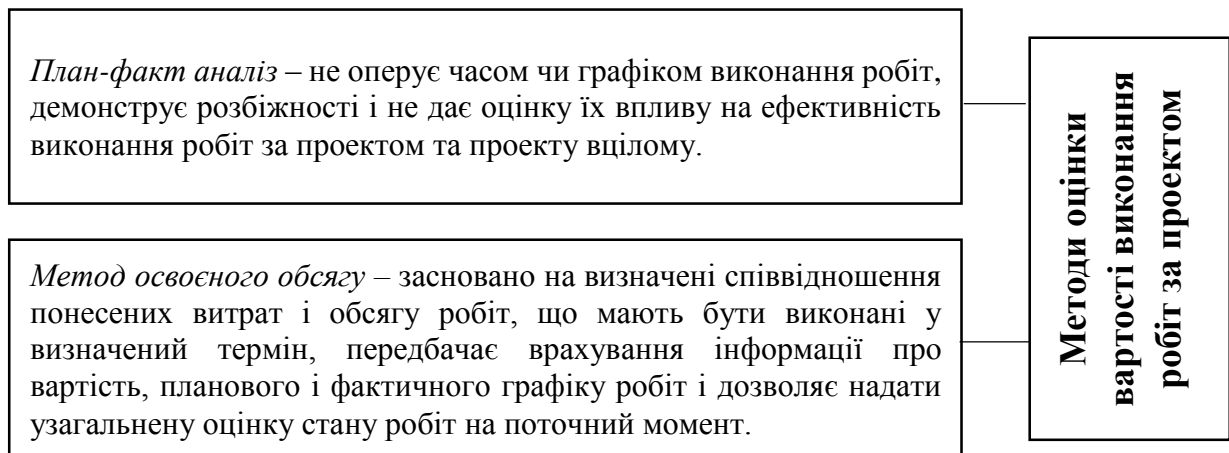 План-факт аналіз – не оперує часом чи графіком виконання робіт,
демонструє розбіжності і не дає оцінку їх впливу на ефективність
виконання робіт за проектом та проекту вцілому.
Метод освоєного обсягу – засновано на визначені співвідношення
понесених витрат і обсягу робіт, що мають бути виконані у
визначений термін, передбачає врахування інформації про
вартість, планового і фактичного графіку робіт і дозволяє надати
узагальнену оцінку стану робіт на поточний момент.
Методи оцінки
вартості виконання
робіт за проектом